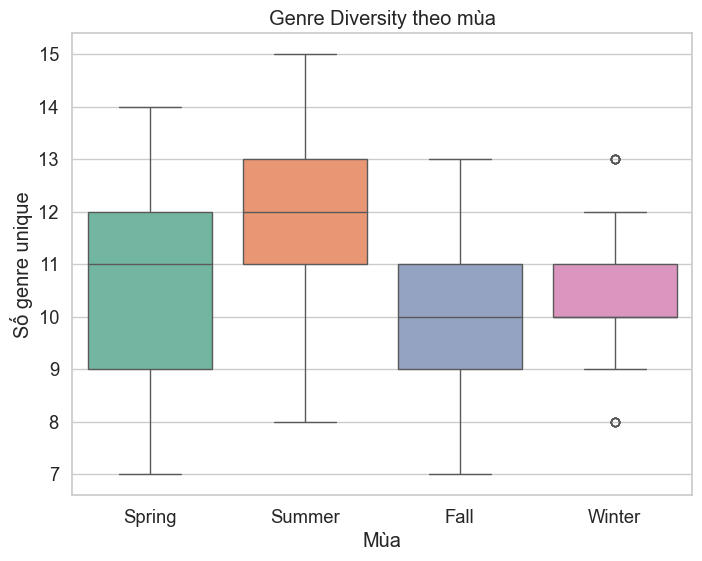 Genre Diversity theo mùa
Số genre unique
15
14
13
12
11
10
9
8
7
Spring Summer Fall Winter
Mùa